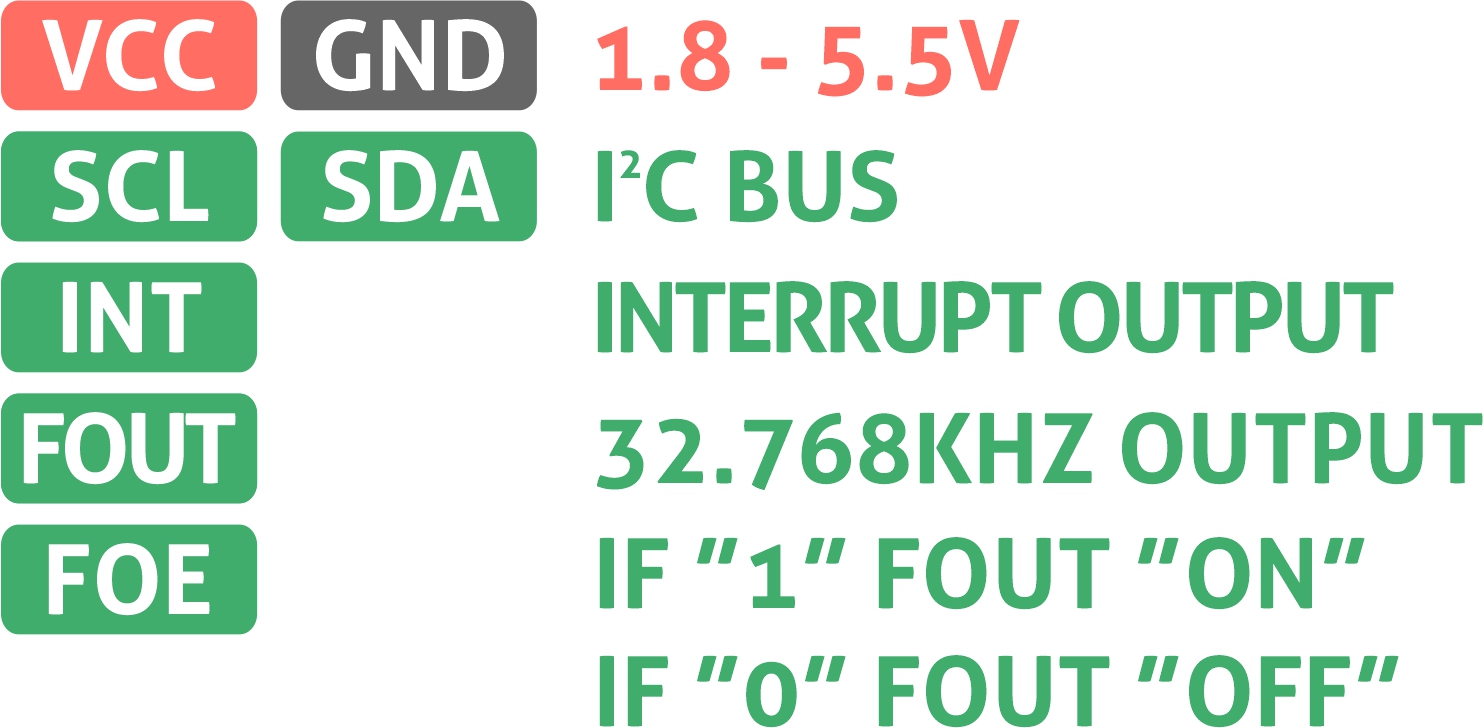 VCC GND 1.8 - 5.5V
SCL SDA I²C BUS
INT INTERRUPT OUTPUT
FOUT 32.768KHZ OUTPUT
FOE IF "1" FOUT "ON"
IF "0" FOUT "OFF"